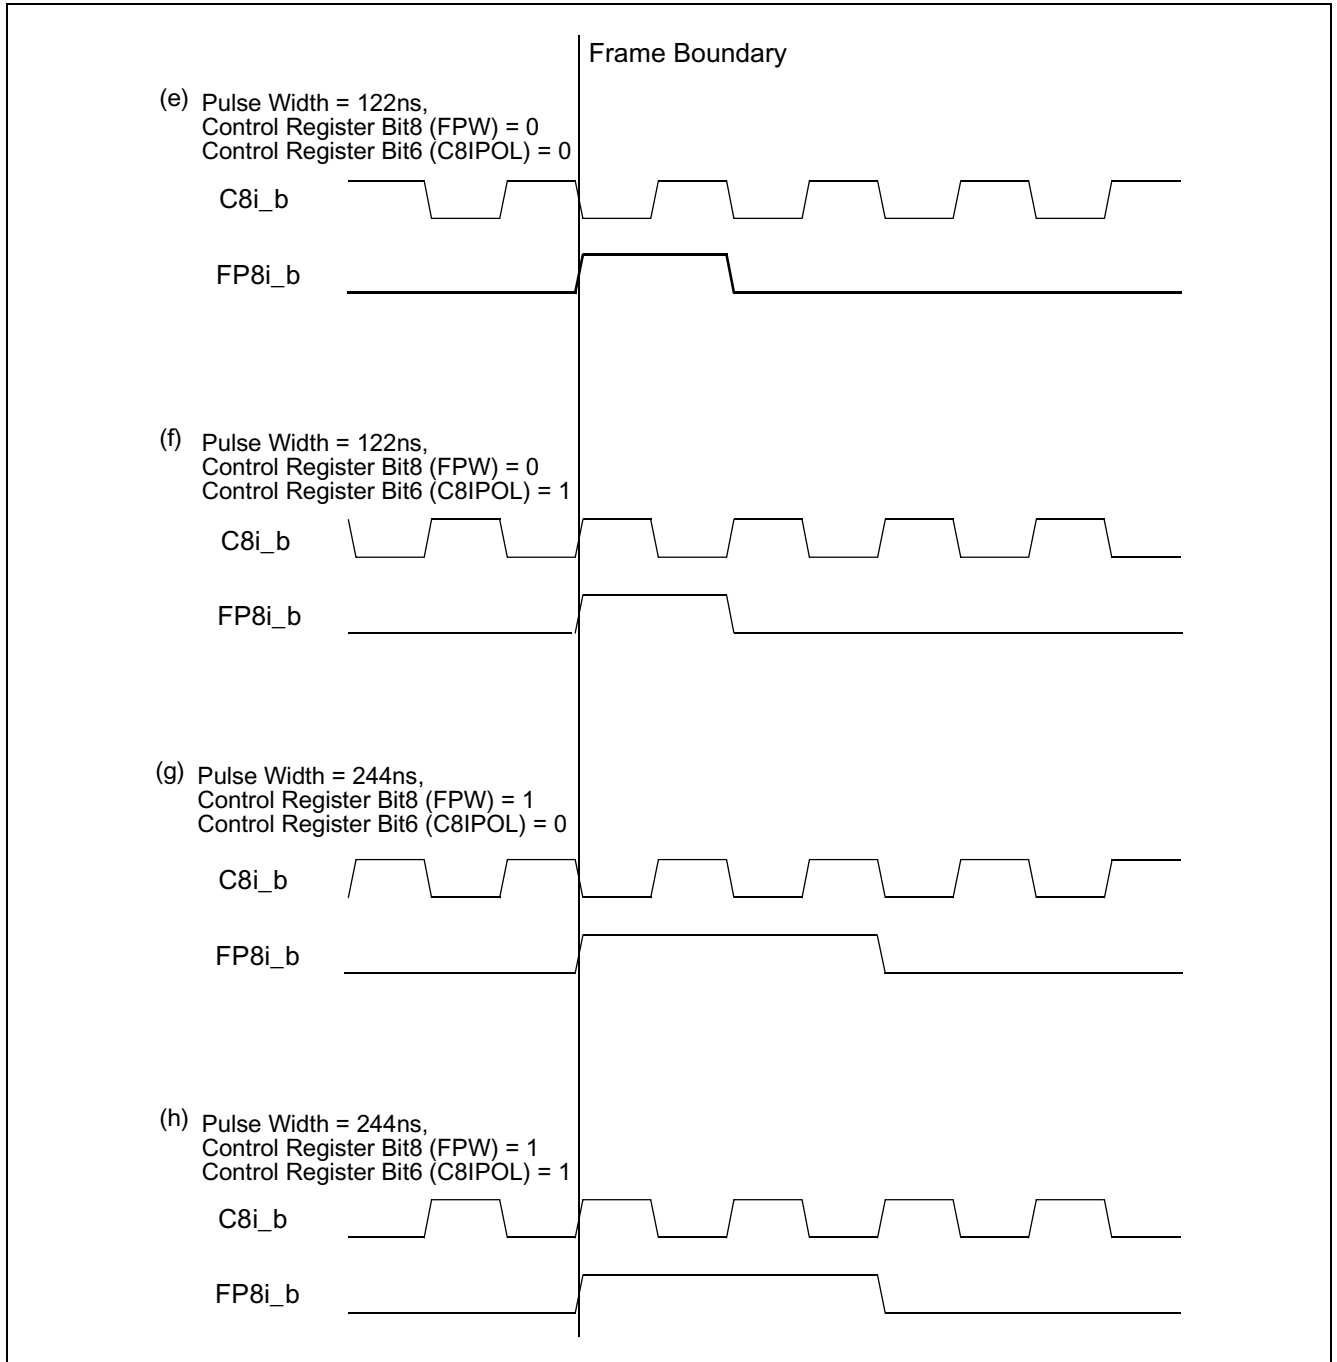 Frame Boundary
(e) Pulse Width = 122ns,
Control Register Bit8 (FPW) = 0
Control Register Bit6 (C8IPOL) = 0
C8i_b
FP8i_b
(f) Pulse Width = 122ns,
Control Register Bit8 (FPW) = 0
Control Register Bit6 (C8IPOL) = 1
C8i_b
FP8i_b
(g) Pulse Width = 244ns,
Control Register Bit8 (FPW) = 1
Control Register Bit6 (C8IPOL) = 0
C8i_b
FP8i_b
(h) Pulse Width = 244ns,
Control Register Bit8 (FPW) = 1
Control Register Bit6 (C8IPOL) = 1
C8i_b
FP8i_b